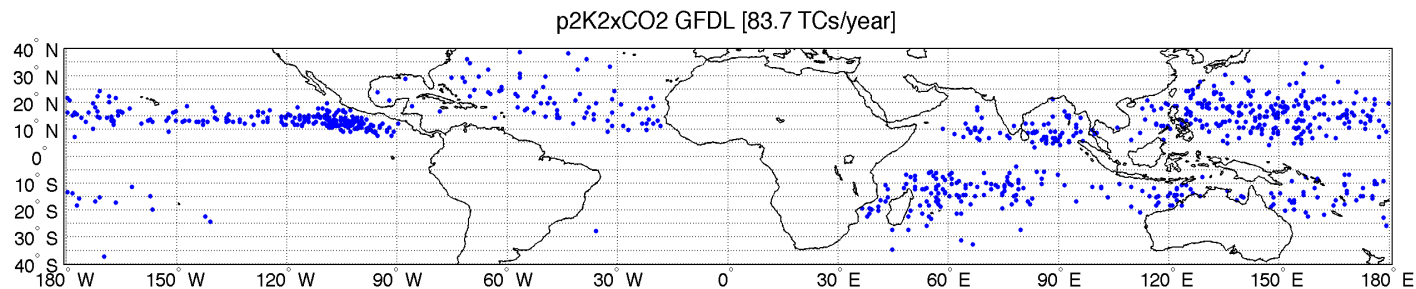 p2K2xCO2 GFDL [83.7 TCs/year]
40° N
30° N
20° N
10° N
0°
10° S
20° S
30° S
40° S
180° W 150° W 120° W 90° W 60° W 30° W 0° 30° E 60° E 90° E 120° E 150° E 180° E